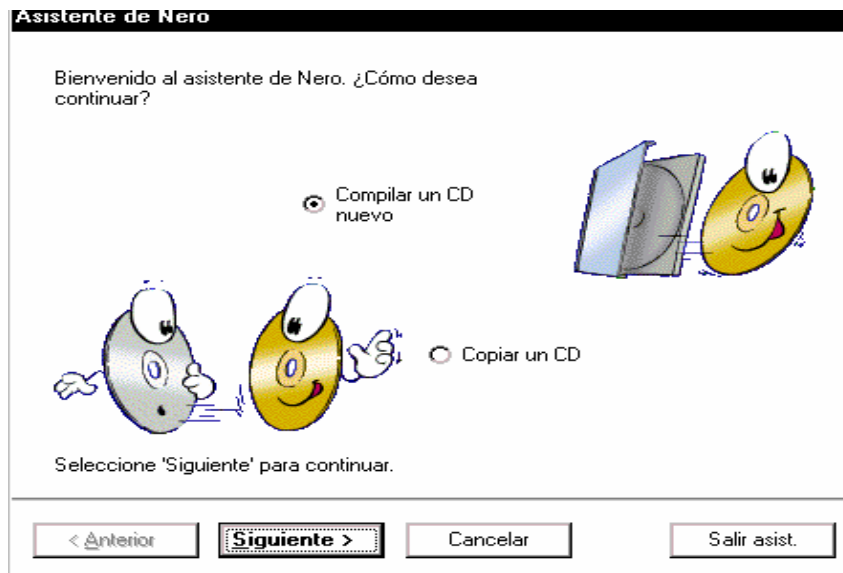 Asistente de Nero
Bienvenido al asistente de Nero. ¿Cómo desea
continuar?
Compilar un CD
nuevo
Copiar un CD
Seleccione 'Siguiente' para continuar.
< Anterior
Siguiente >
Cancelar
Salir asist.